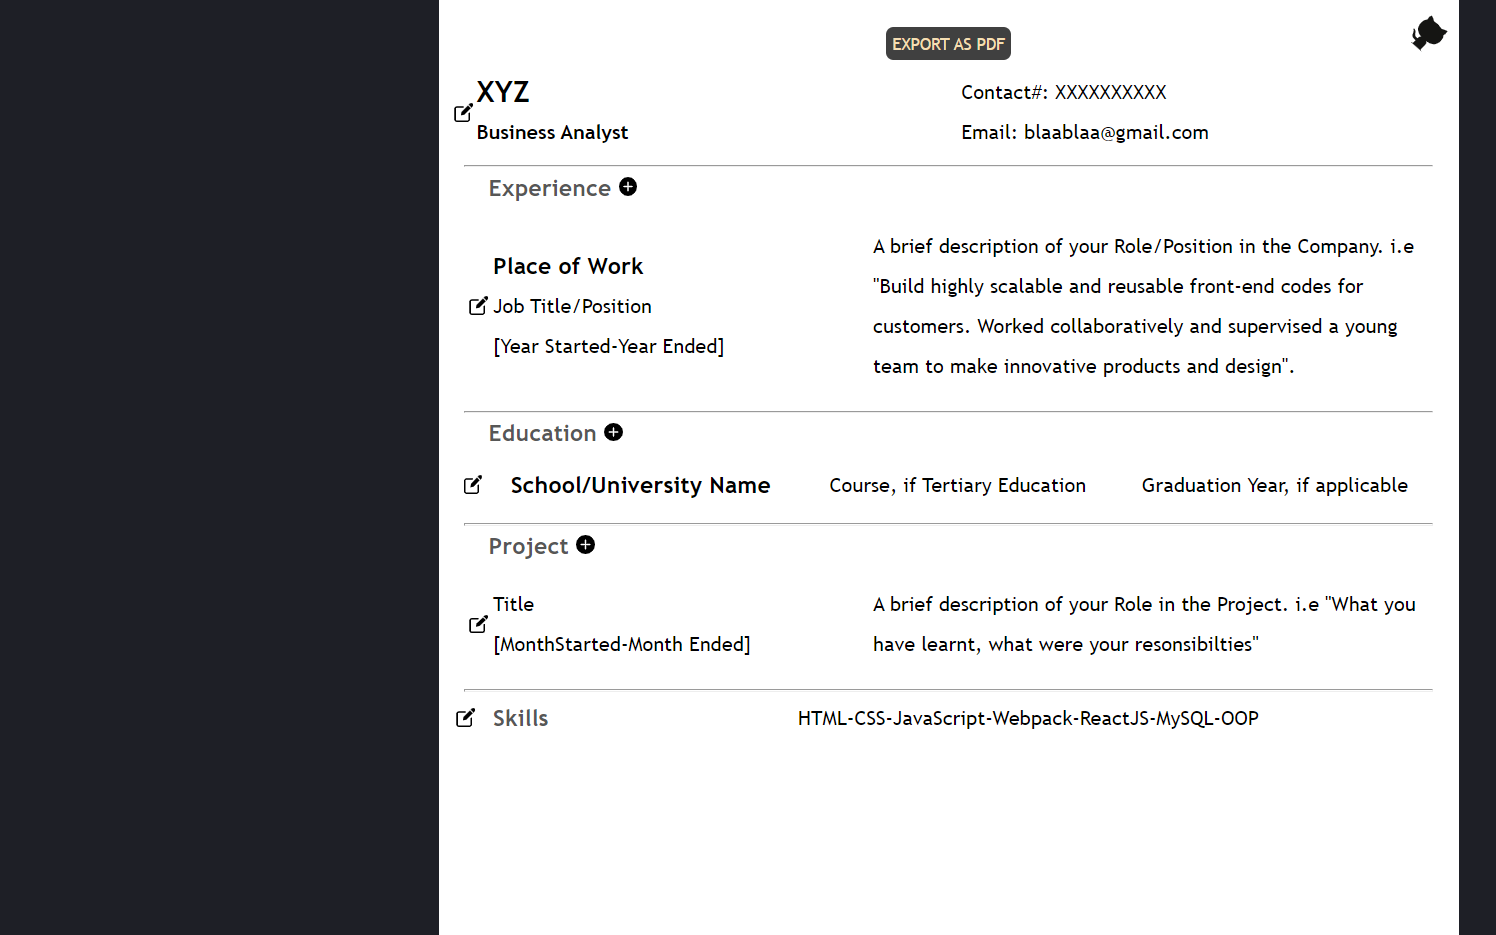 EXPORT AS PDF
XYZ
Business Analyst
Contact#: XXXXXXXXXX
Email: blaablaa@gmail.com
Experience
Place of Work
Job Title/Position
[Year Started-Year Ended]
A brief description of your Role/Position in the Company. i.e
"Build highly scalable and reusable front-end codes for
customers. Worked collaboratively and supervised a young
team to make innovative products and design".
Education
School/University Name
Course, if Tertiary Education
Graduation Year, if applicable
Project
Title
[MonthStarted-Month Ended]
A brief description of your Role in the Project. i.e "What you
have learnt, what were your resonsibilties"
Skills
HTML-CSS-JavaScript-Webpack-ReactJS-MySQL-OOP